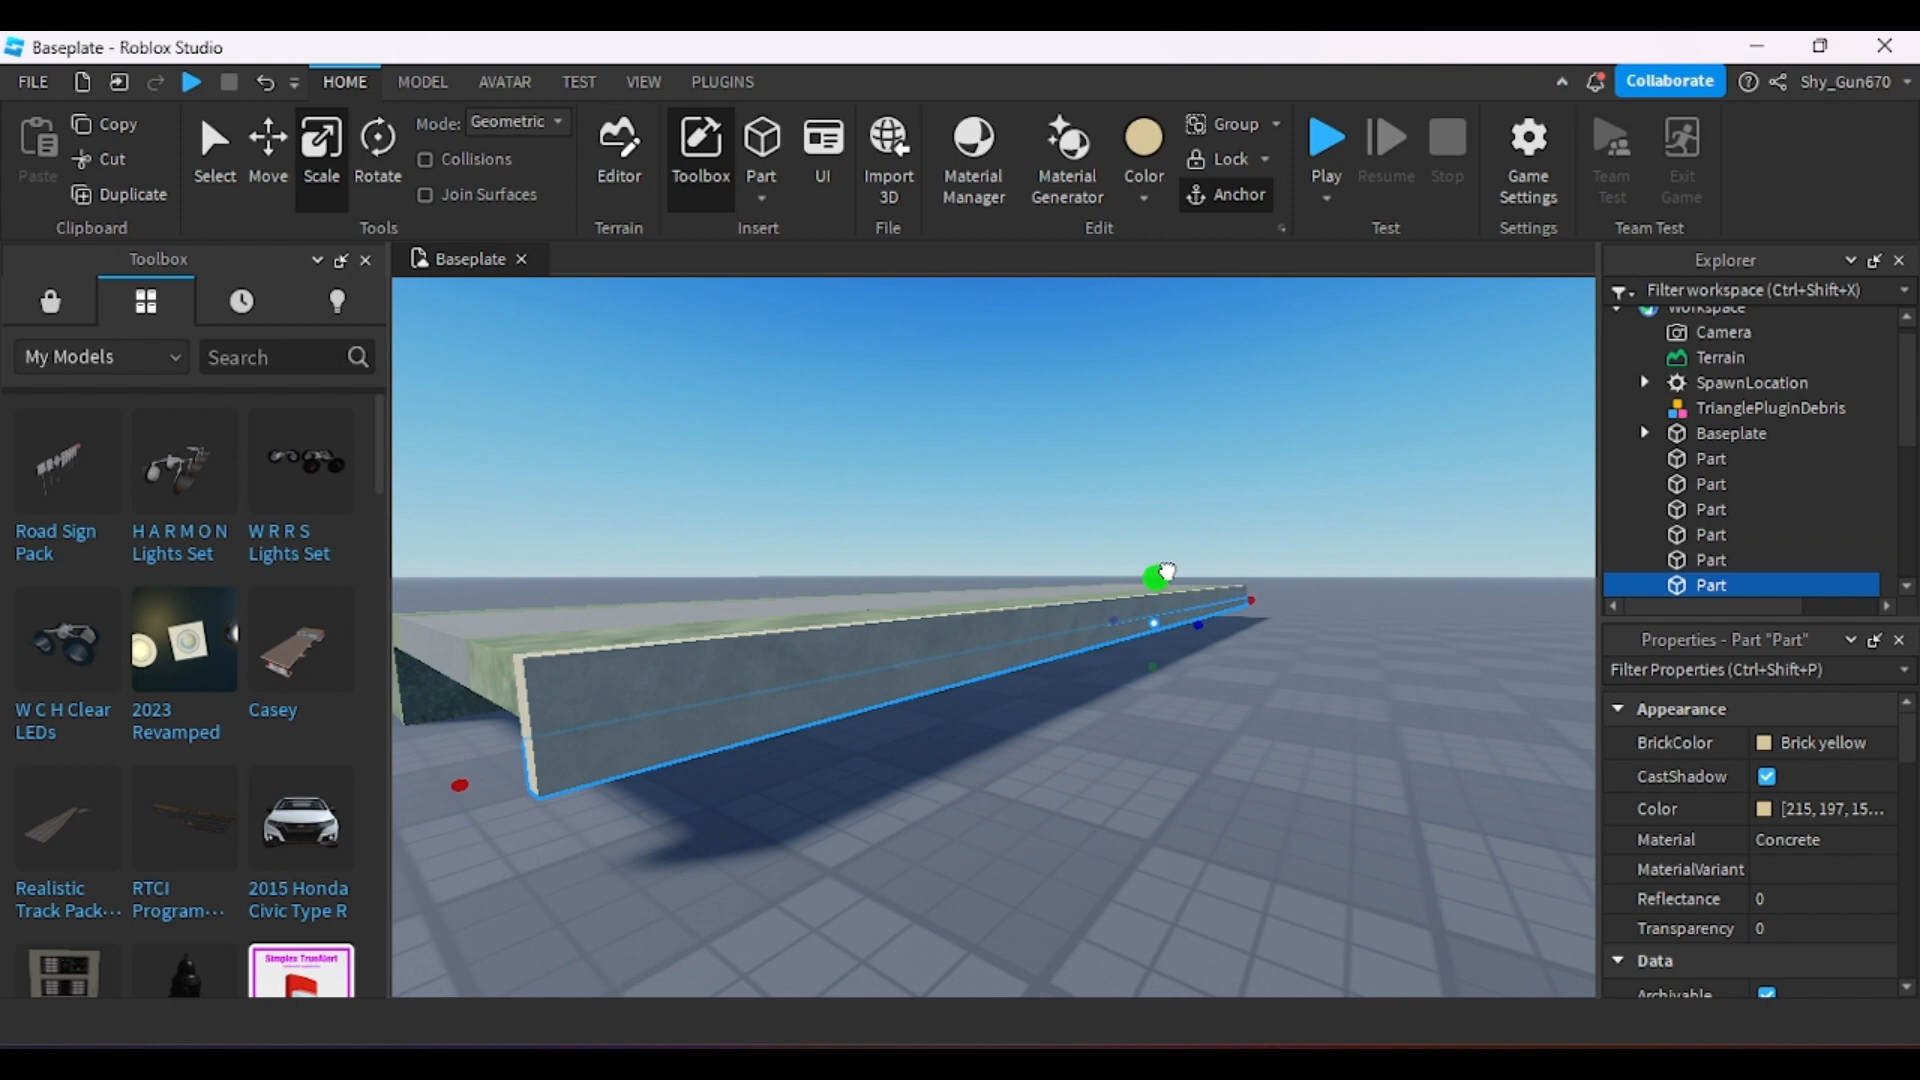 Baseplate - Roblox Studio
FILE
HOME
MODEL
AVATAR
TEST
VIEW
PLUGINS
Collaborate
Shy_Gun670
Paste
Copy
Cut
Duplicate
Clipboard
Select
Move
Scale
Rotate
Mode:
Geometric
Collisions
Join Surfaces
Tools
Editor
Terrain
Toolbox
Part
UI
Insert
Import
3D
File
Material
Manager
Material
Generator
Color
Group
Lock
Anchor
Edit
Play
Resume
Stop
Test
Game
Settings
Settings
Team
Test
Exit
Game
Team Test
Toolbox
My Models
Search
Road Sign
Pack
H A R M O N
Lights Set
W R R S
Lights Set
W C H Clear
LEDs
2023
Revamped
Casey
Realistic
Track Pack···
RTCI
Program···
2015 Honda
Civic Type R
Simplex TrueAlert
Baseplate
Explorer
Filter workspace (Ctrl+Shift+X)
Workspace
Camera
Terrain
SpawnLocation
TrianglePluginDebris
Baseplate
Part
Part
Part
Part
Part
Part
Properties - Part "Part"
Filter Properties (Ctrl+Shift+P)
Appearance
BrickColor
Brick yellow
CastShadow
Color
[215, 197, 15...
Material
Concrete
MaterialVariant
Reflectance
0
Transparency
0
Data
Archivable